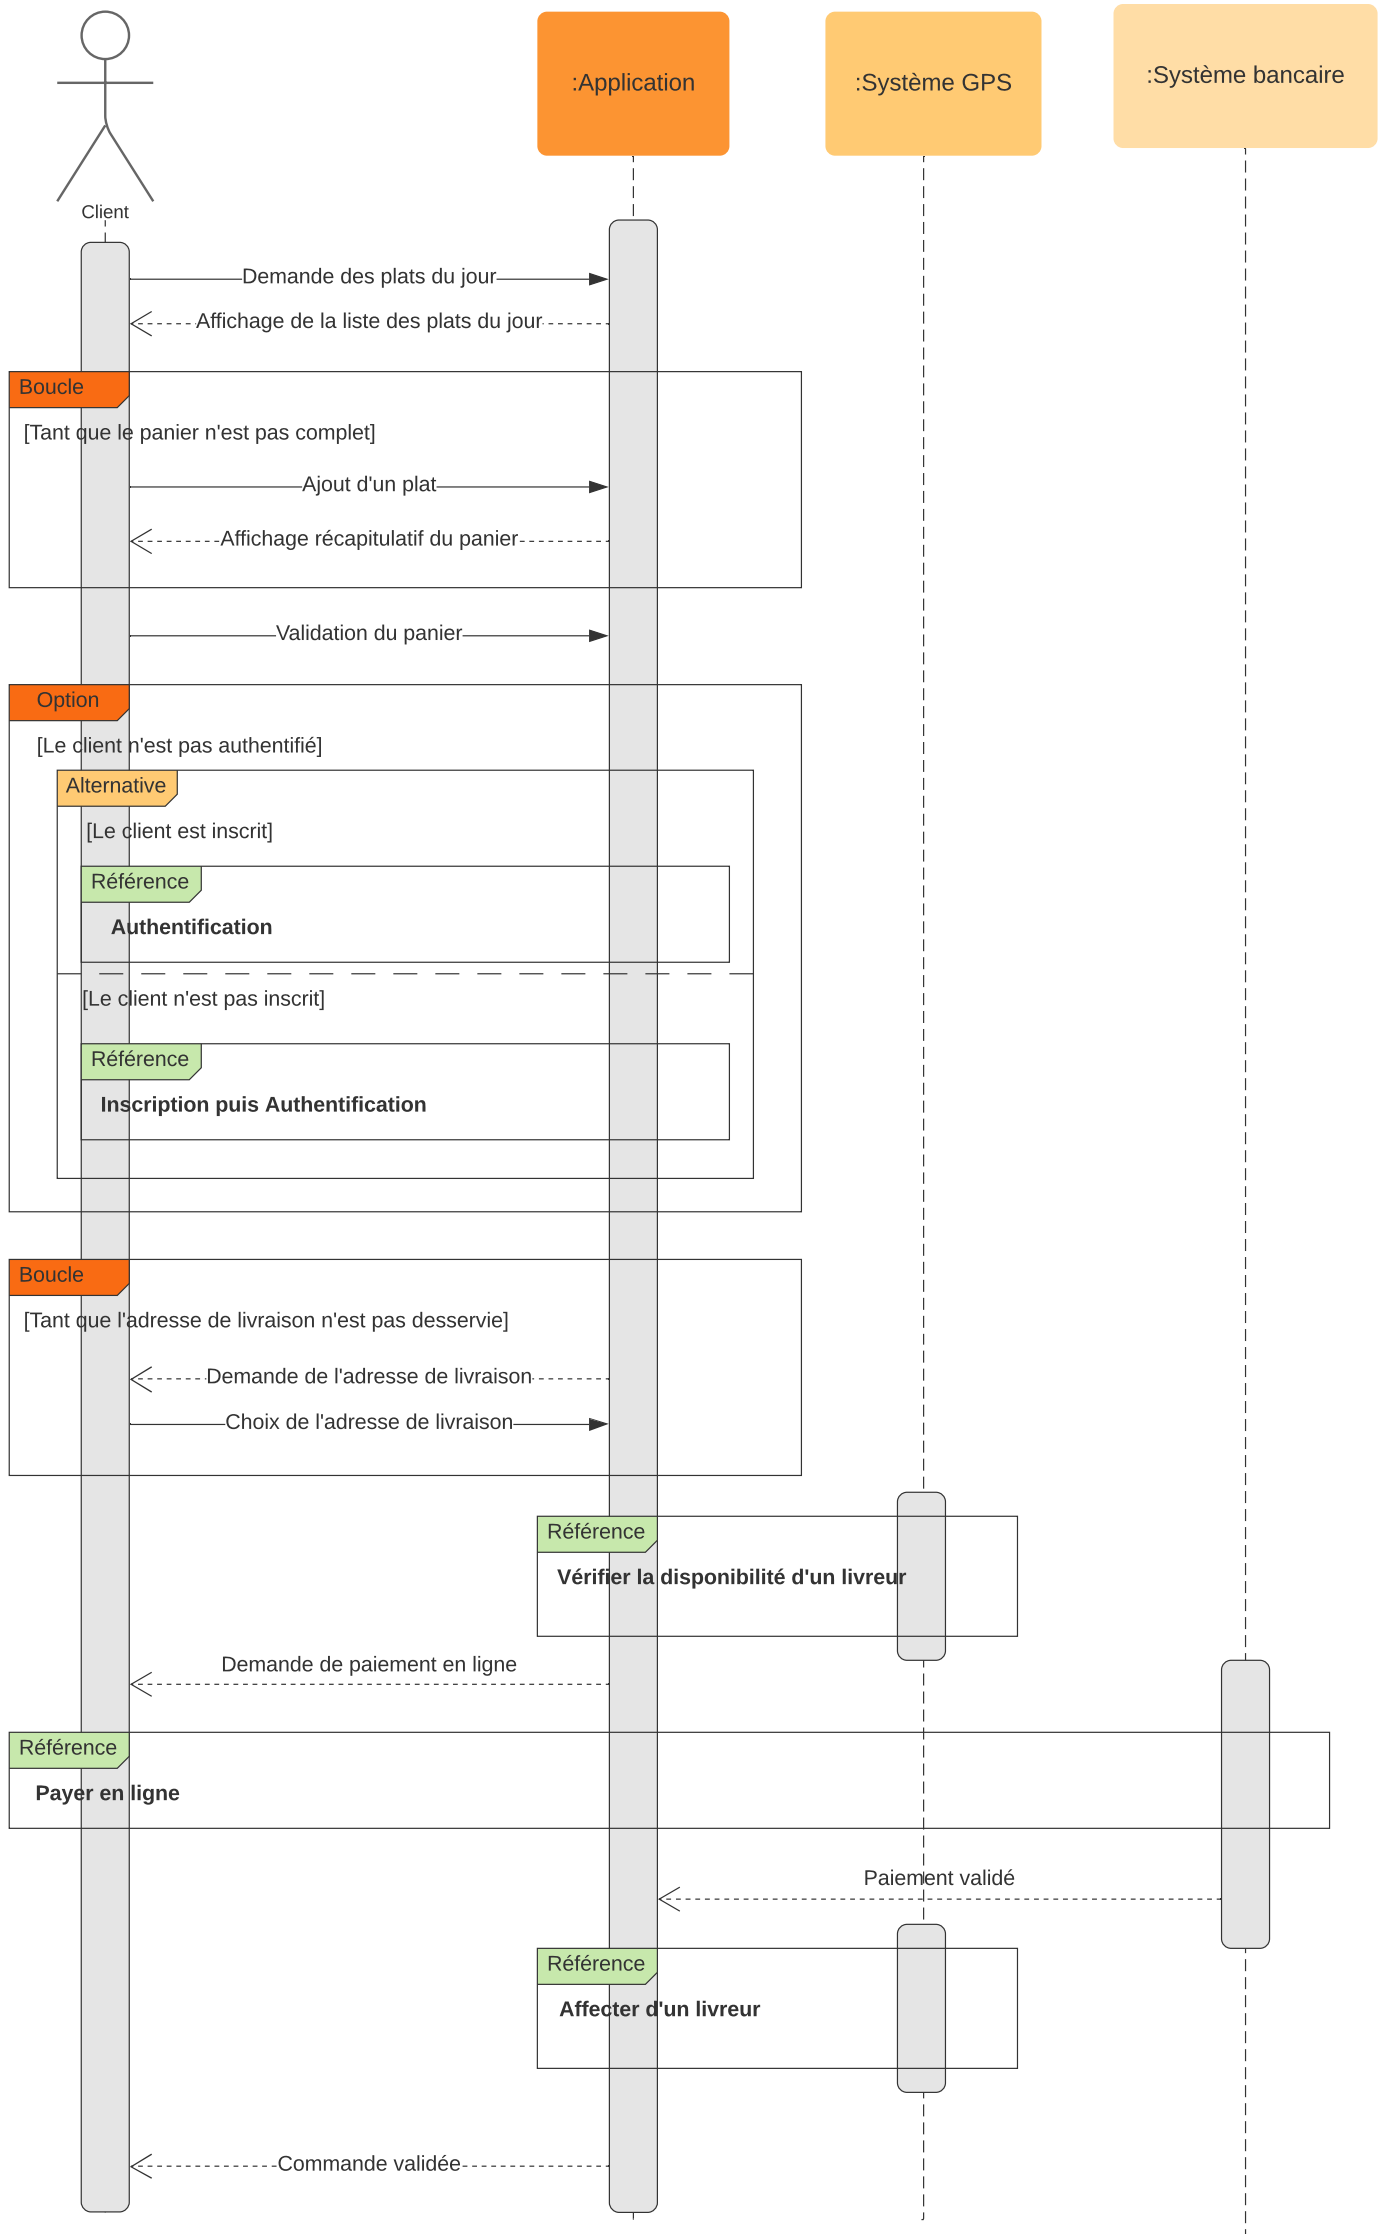 :Application
:Système GPS
:Système bancaire
Client
Demande des plats du jour
Affichage de la liste des plats du jour
Boucle
[Tant que le panier n'est pas complet]
Ajout d'un plat
Affichage récapitulatif du panier
Validation du panier
Option
[Le client n'est pas authentifié]
Alternative
[Le client est inscrit]
Référence
Authentification
[Le client n'est pas inscrit]
Référence
Inscription puis Authentification
Boucle
[Tant que l'adresse de livraison n'est pas desservie]
Demande de l'adresse de livraison
Choix de l'adresse de livraison
Référence
Vérifier la disponibilité d'un livreur
Demande de paiement en ligne
Référence
Payer en ligne
Paiement validé
Référence
Affecter d'un livreur
Commande validée